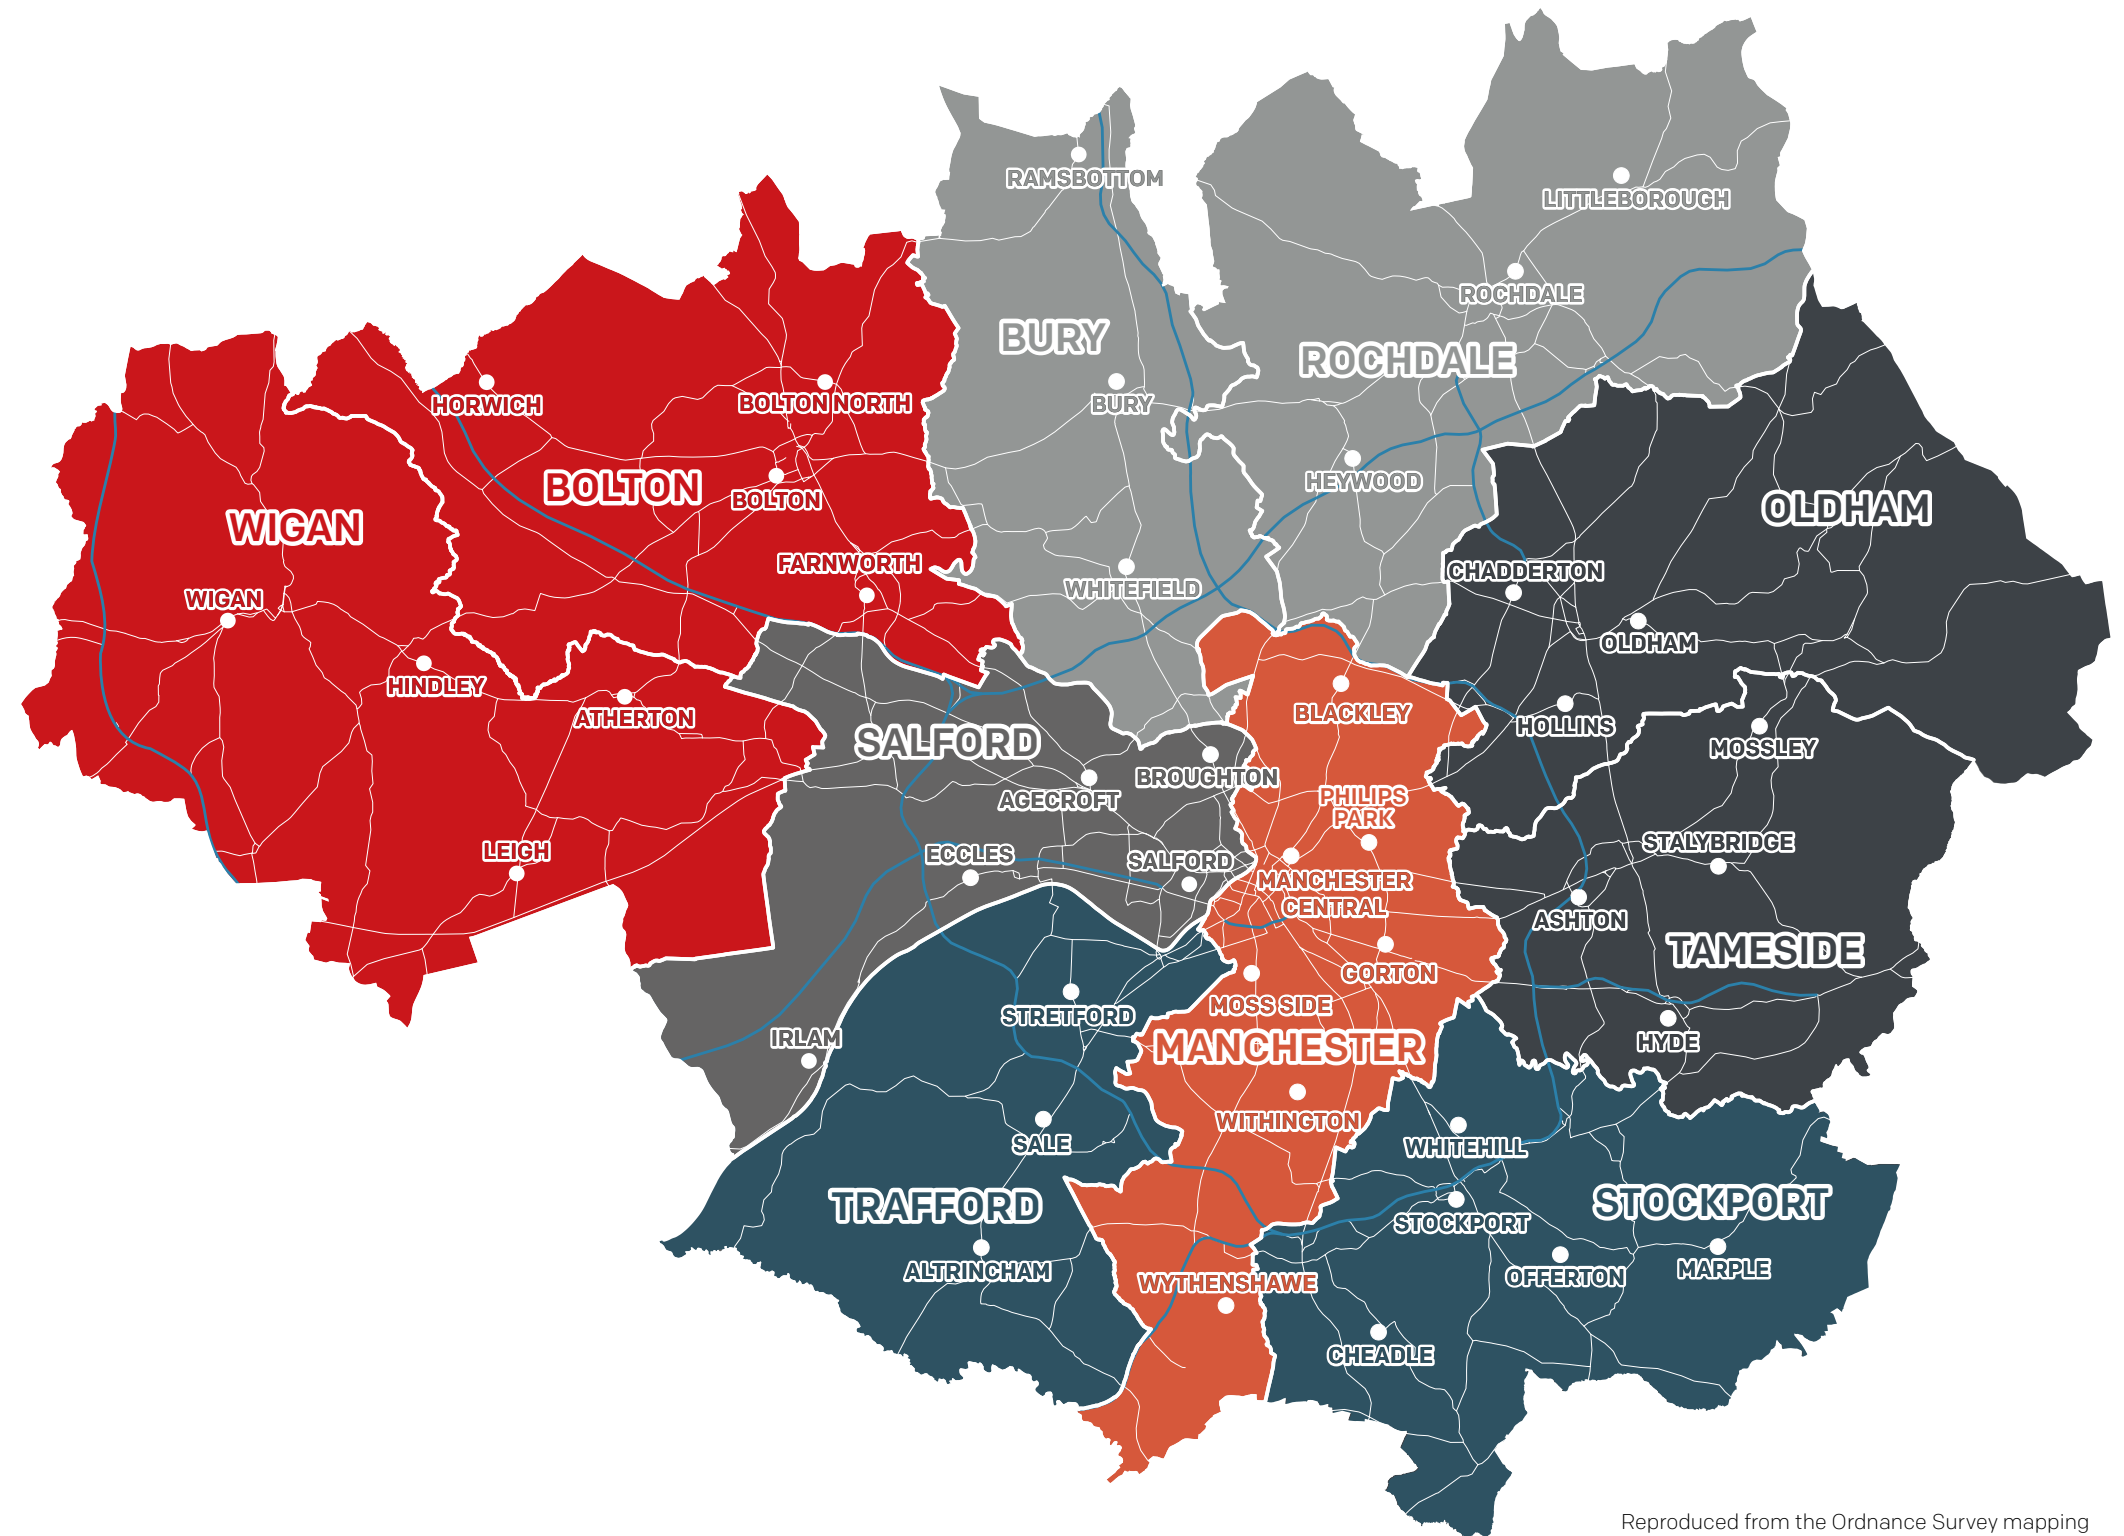 RAMSBOTTOM
LITTLEBOROUGH
ROCHDALE
BURY
ROCHDALE
HORWICH
BOLTON NORTH
BURY
HEYWOOD
BOLTON
BOLTON
WIGAN
OLDHAM
FARNWORTH
CHADDERTON
WHITEFIELD
WIGAN
OLDHAM
HINDLEY
ATHERTON
BLACKLEY
HOLLINS
SALFORD
MOSSLEY
BROUGHTON
AGECROFT
PHILIPS
PARK
STALYBRIDGE
LEIGH
ECCLES
SALFORD
MANCHESTER
CENTRAL
ASHTON
TAMESIDE
GORTON
MOSS SIDE
STRETFORD
IRLAM
HYDE
MANCHESTER
WITHINGTON
SALE
WHITEHILL
TRAFFORD
STOCKPORT
STOCKPORT
ALTRINCHAM
MARPLE
OFFERTON
WYTHENSHAWE
CHEADLE
Reproduced from the Ordnance Survey mapping